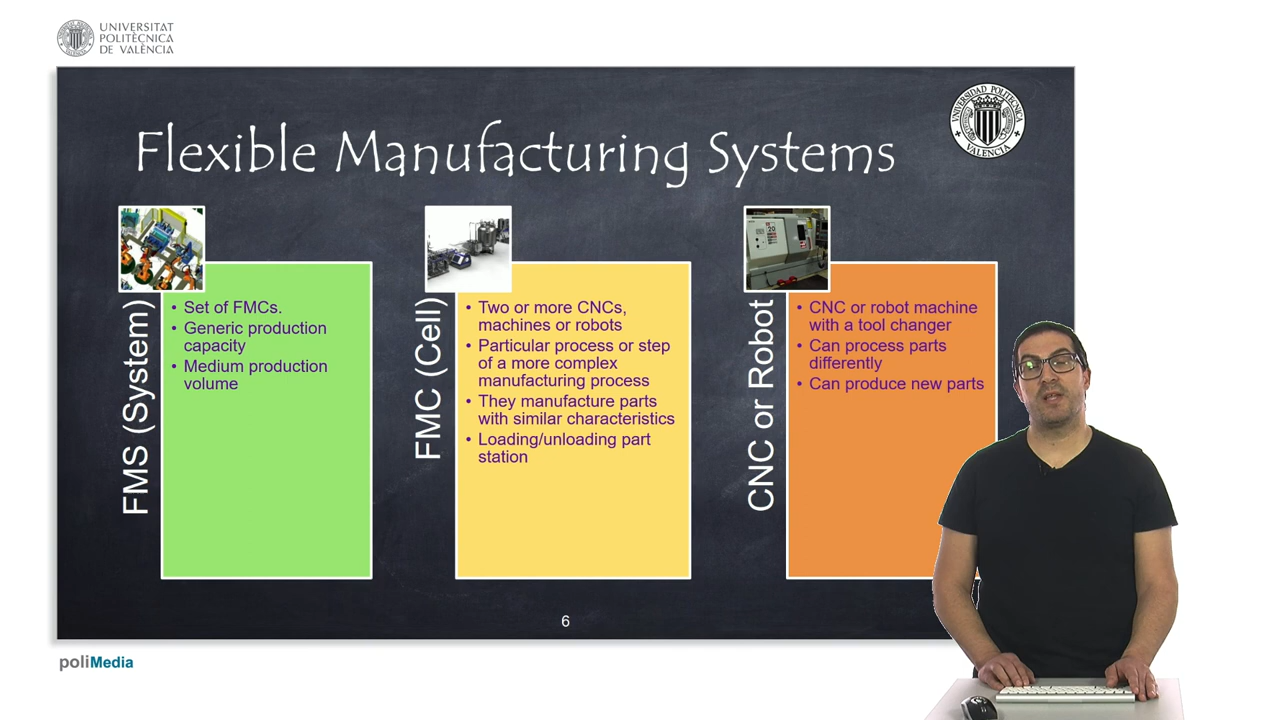 UNIVERSITAT
POLITÈCNICA
DE VALÈNCIA
Flexible Manufacturing Systems
UNIVERSIDAD POLITECNICA
VALENCIA
FMS (System)
• Set of FMCs.
• Generic production
capacity
• Medium production
volume
FMC (Cell)
• Two or more CNCs,
machines or robots
• Particular process or step
of a more complex
manufacturing process
• They manufacture parts
with similar characteristics
• Loading/unloading part
station
CNC or Robot
• CNC or robot machine
with a tool changer
• Can process parts
differently
• Can produce new parts
6
poliMedia